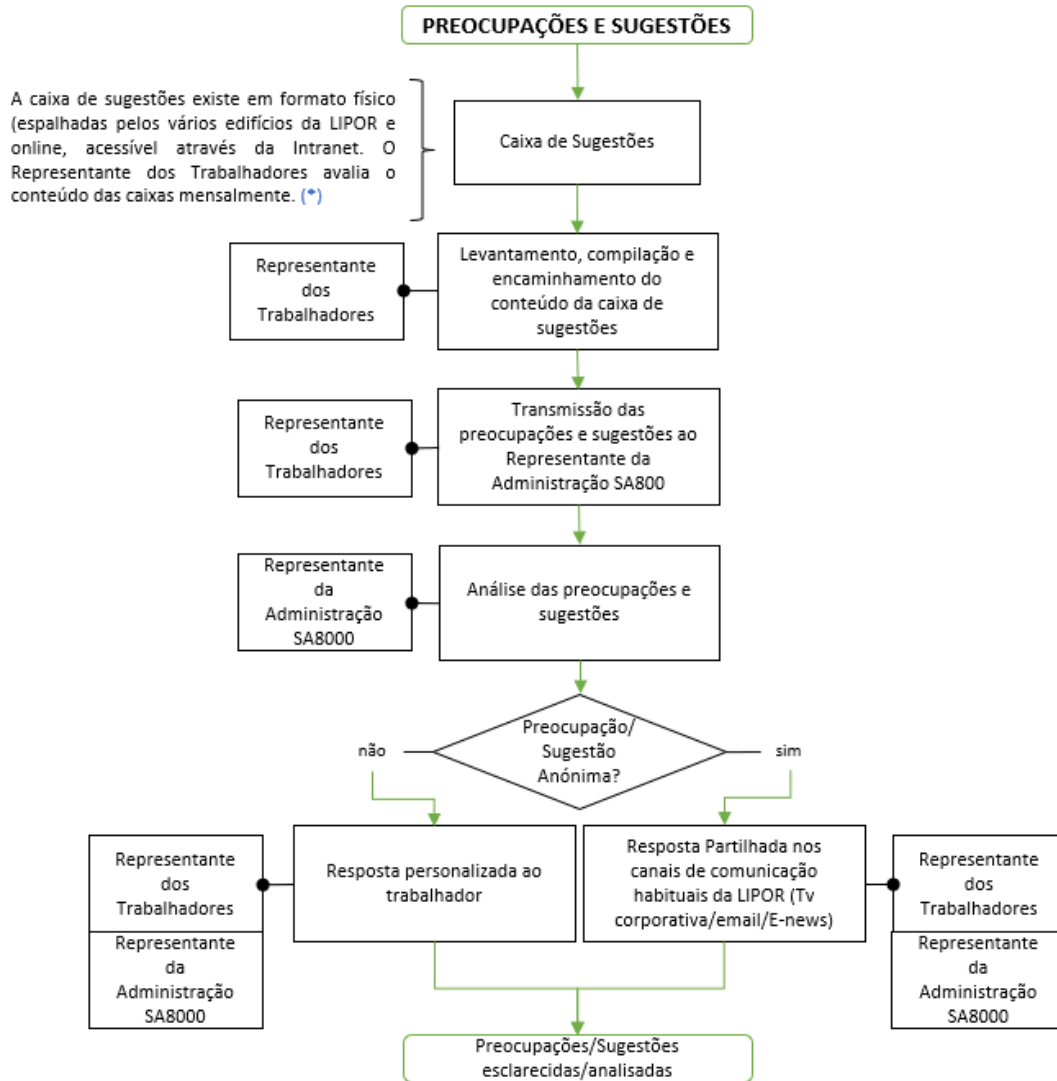 PREOCUPAÇÕES E SUGESTÕES
A caixa de sugestões existe em formato físico
(espalhadas pelos vários edifícios da LIPOR e
online, acessível através da Intranet. O
Representante dos Trabalhadores avalia o
conteúdo das caixas mensalmente. (*)
Caixa de Sugestões
Representante
dos
Trabalhadores
Levantamento, compilação e
encaminhamento do
conteúdo da caixa de
sugestões
Representante
dos
Trabalhadores
Transmissão das
preocupações e sugestões ao
Representante da
Administração SA800
Representante
da
Administração
SA8000
Análise das preocupações e
sugestões
Preocupação/
Sugestão
Anónima?
não
sim
Representante
dos
Trabalhadores
Representante
da
Administração
SA8000
Resposta personalizada ao
trabalhador
Resposta Partilhada nos
canais de comunicação
habituais da LIPOR (Tv
corporativa/email/E-news)
Representante
dos
Trabalhadores
Representante
da
Administração
SA8000
Preocupações/Sugestões
esclarecidas/analisadas